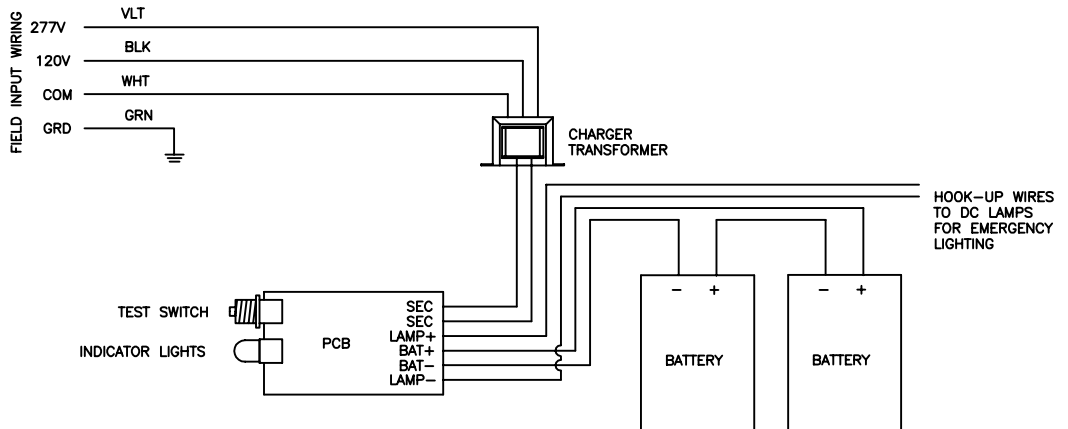 FIELD INPUT WIRING
277V
VLT
120V
BLK
COM
WHT
GRD
GRN
CHARGER
TRANSFORMER
HOOK-UP WIRES
TO DC LAMPS
FOR EMERGENCY
LIGHTING
TEST SWITCH
INDICATOR LIGHTS
PCB
SEC
SEC
LAMP+
BAT+
BAT-
LAMP-
- +
BATTERY
- +
BATTERY